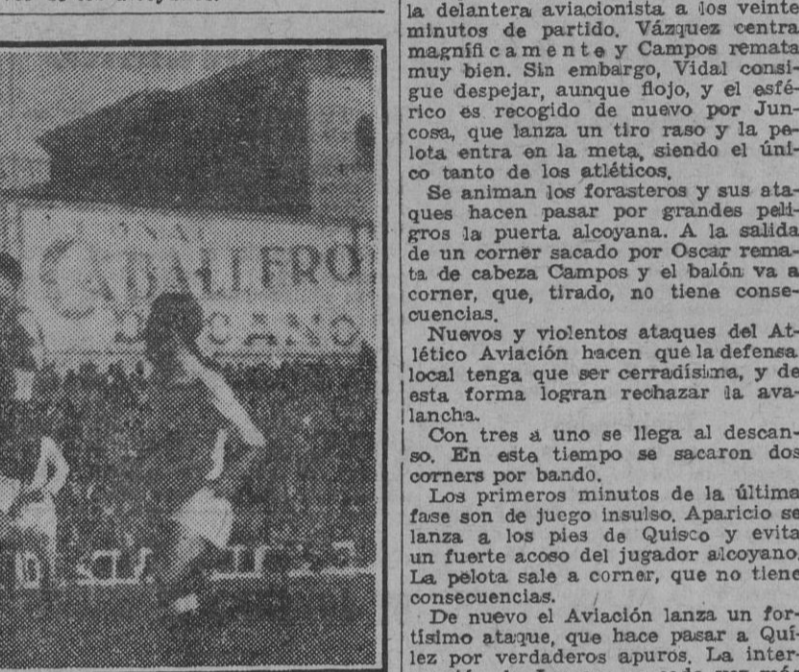 CABALLERO
la delantera aviacionista a los veinte
minutos de partido. Vázquez centra
magníficamente y Campos remata
muy bien. Sin embargo, Vidal consi-
gue despejar, aunque flojo, y el esfé-
rico es recogido de nuevo por Jun-
cosa, que lanza un tiro raso y la pe-
lota entra en la meta, siendo el úni-
co tanto de los atléticos.
Se animan los forasteros y sus ata-
ques hacen pasar por grandes peli-
gros la puerta alcoyana. A la salida
de un corner sacado por Oscar rema-
ta de cabeza Campos y el balón va a
corner, que, tirado, no tiene conse-
cuencias.
Nuevos y violentos ataques del At-
lético Aviación hacen que la defensa
local tenga que ser cerradísima, y de
esta forma logran rechazar la ava-
lancha.
Con tres a uno se llega al descan-
so. En este tiempo se sacaron dos
corners por bando.
Los primeros minutos de la última
fase son de juego insulso. Aparicio se
lanza a los pies de Quisco y evita
un fuerte acoso del jugador alcoyano.
La pelota sale a corner, que no tiene
consecuencias.
De nuevo el Aviación lanza un for-
tísimo ataque, que hace pasar a Quí-
lez por verdaderos apuros. La inter-